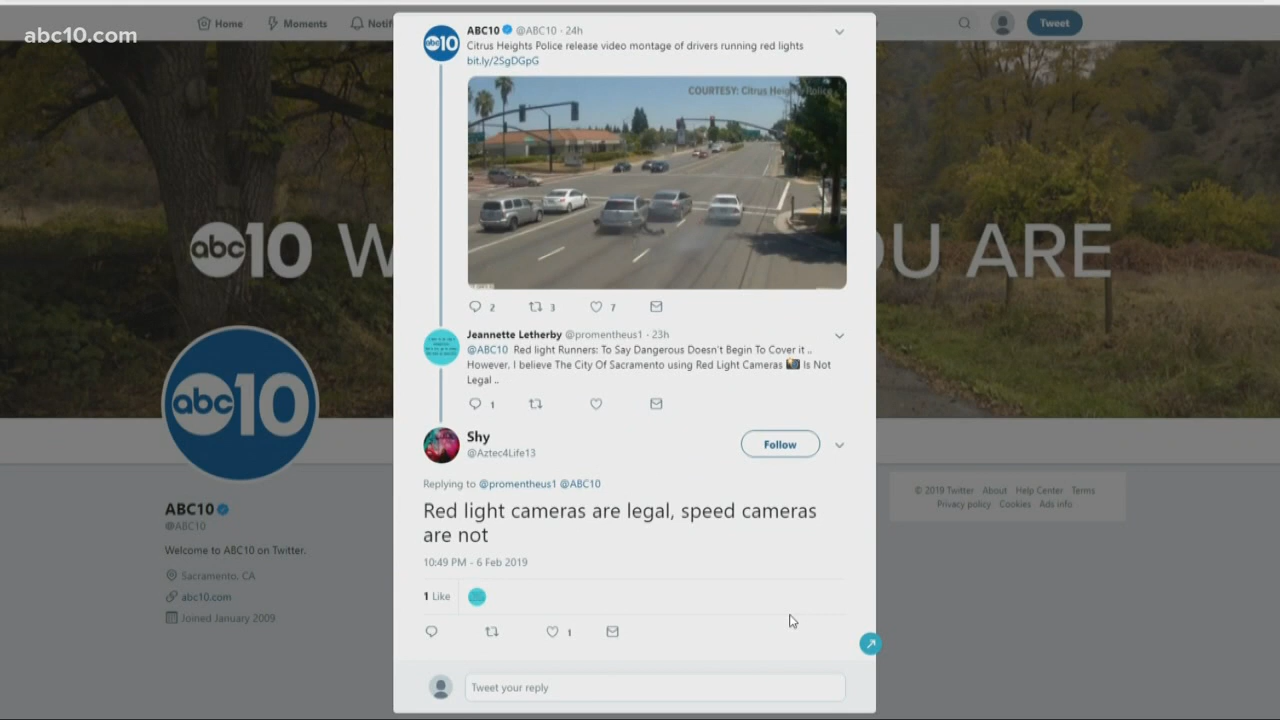 abc10.com
Home Moments Notif
Tweet
abc10 W
OU ARE
abc10
ABC10
@ABC10
Welcome to ABC10 on Twitter.
Sacramento, CA
abc10.com
Joined January 2009
abc10
ABC10 @ABC10 · 24h
Citrus Heights Police release video montage of drivers running red lights
bit.ly/2SgDGpG
COURTESY: Citrus Heights Police
2 3 7
Jeannette Letherby @promentheus1 · 23h
@ABC10 Red light Runners: To Say Dangerous Doesn't Begin To Cover it ..
However, I believe The City Of Sacramento using Red Light Cameras 📸 Is Not
Legal ..
1
Shy
@Aztec4Life13
Follow
Replying to @promentheus1 @ABC10
Red light cameras are legal, speed cameras
are not
10:49 PM - 6 Feb 2019
1 Like
1
Tweet your reply
© 2019 Twitter About Help Center Terms
Privacy policy Cookies Ads info